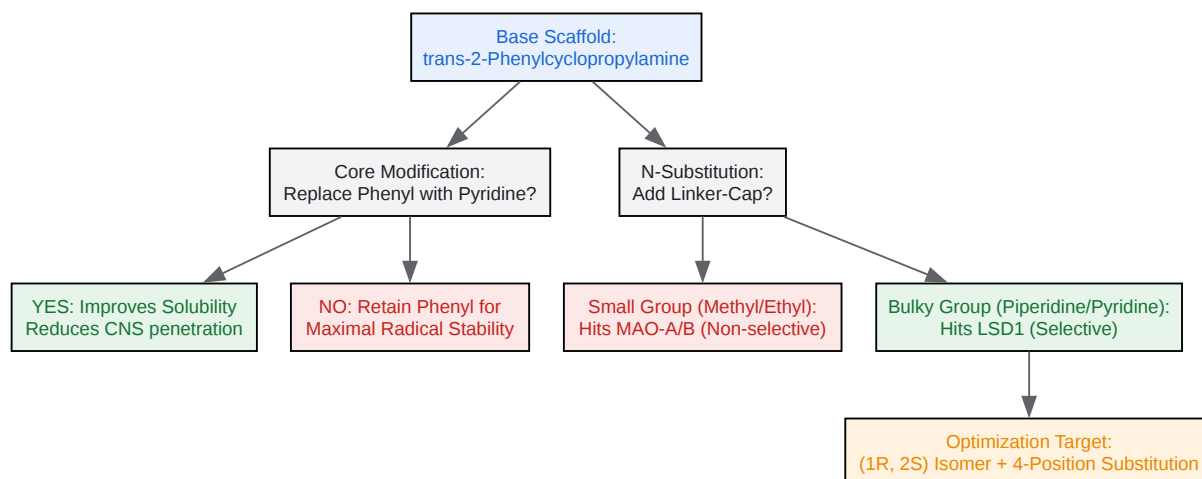 Base Scaffold:
trans-2-Phenylcyclopropylamine
Core Modification:
Replace Phenyl with Pyridine?
N-Substitution:
Add Linker-Cap?
YES: Improves Solubility
Reduces CNS penetration
NO: Retain Phenyl for
Maximal Radical Stability
Small Group (Methyl/Ethyl):
Hits MAO-A/B (Non-selective)
Bulky Group (Piperidine/Pyridine):
Hits LSD1 (Selective)
Optimization Target:
(1R, 2S) Isomer + 4-Position Substitution